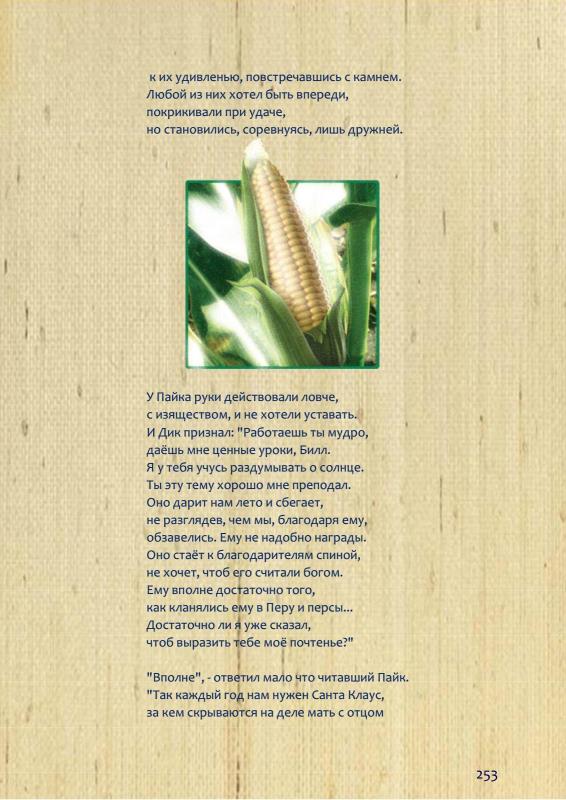 к их удивленью, повстречавшись с камнем.
Любой из них хотел быть впереди,
покрикивали при удаче,
но становились, соревнуясь, лишь дружней.
У Пайка руки действовали ловче,
с изяществом, и не хотели уставать.
И Дик признал: "Работаешь ты мудро,
даёшь мне ценные уроки, Билл.
Я у тебя учусь раздумывать о солнце.
Ты эту тему хорошо мне преподал.
Оно дарит нам лето и сбегает,
не разглядев, чем мы, благодаря ему,
обзавелись. Ему не надобно награды.
Оно стаёт к благодарителям спиной,
не хочет, чтоб его считали богом.
Ему вполне достаточно того,
как кланялись ему в Перу и персы...
Достаточно ли я уже сказал,
чтоб выразить тебе моё почтенье?"
"Вполне", - ответил мало что читавший Пайк.
"Так каждый год нам нужен Санта Клаус,
за кем скрываются на деле мать с отцом
253